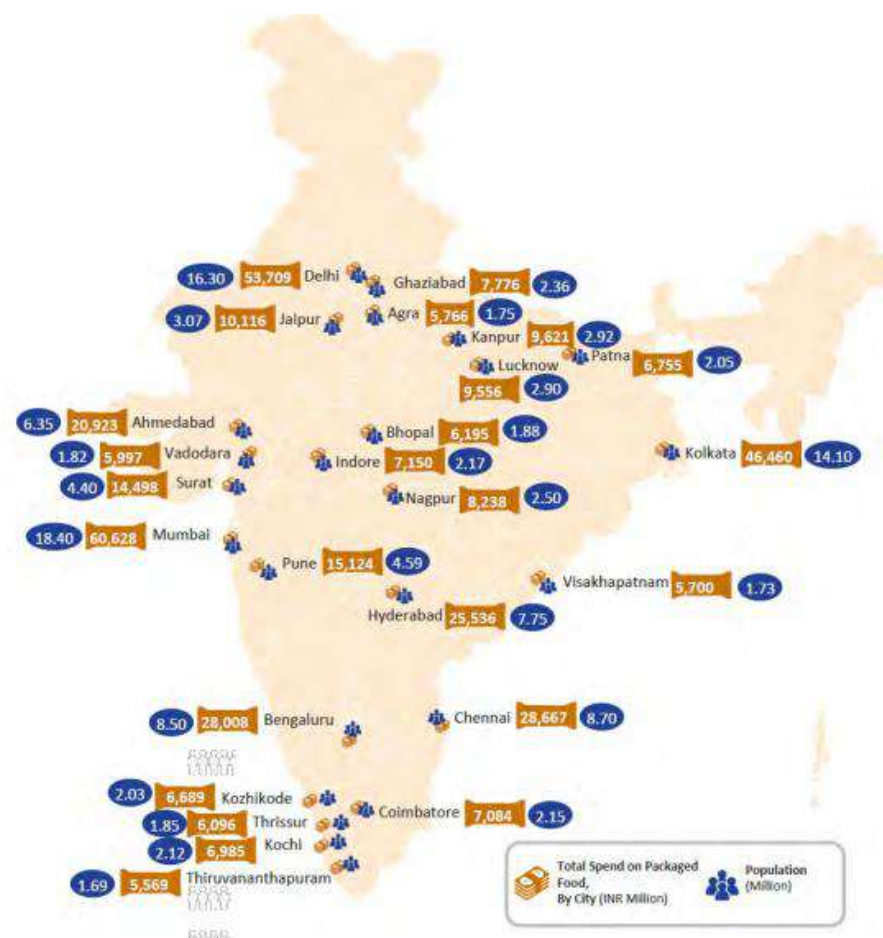 16.30 53,709 Delhi
Ghaziabad 7,776 2.36
3.07 10,116 Jaipur
Agra 5,766 1.75
Kanpur 9,621 2.92
Patna 6,755 2.05
Lucknow
9,556 2.90
6.35 20,923 Ahmedabad
Bhopal 6,195 1.88
1.82 5,997 Vadodara
Indore 7,150 2.17
Kolkata 46,460 14.10
4.40 14,498 Surat
Nagpur 8,238 2.50
18.40 60,628 Mumbai
Pune 15,124 4.59
Visakhapatnam 5,700 1.73
Hyderabad 25,536 7.75
8.50 28,008 Bengaluru
Chennai 28,667 8.70
2.03 6,689 Kozhikode
Coimbatore 7,084 2.15
1.85 6,096 Thrissur
2.12 6,985 Kochi
1.69 5,569 Thiruvananthapuram
Total Spend on Packaged
Food,
By City (INR Million)
Population
(Million)